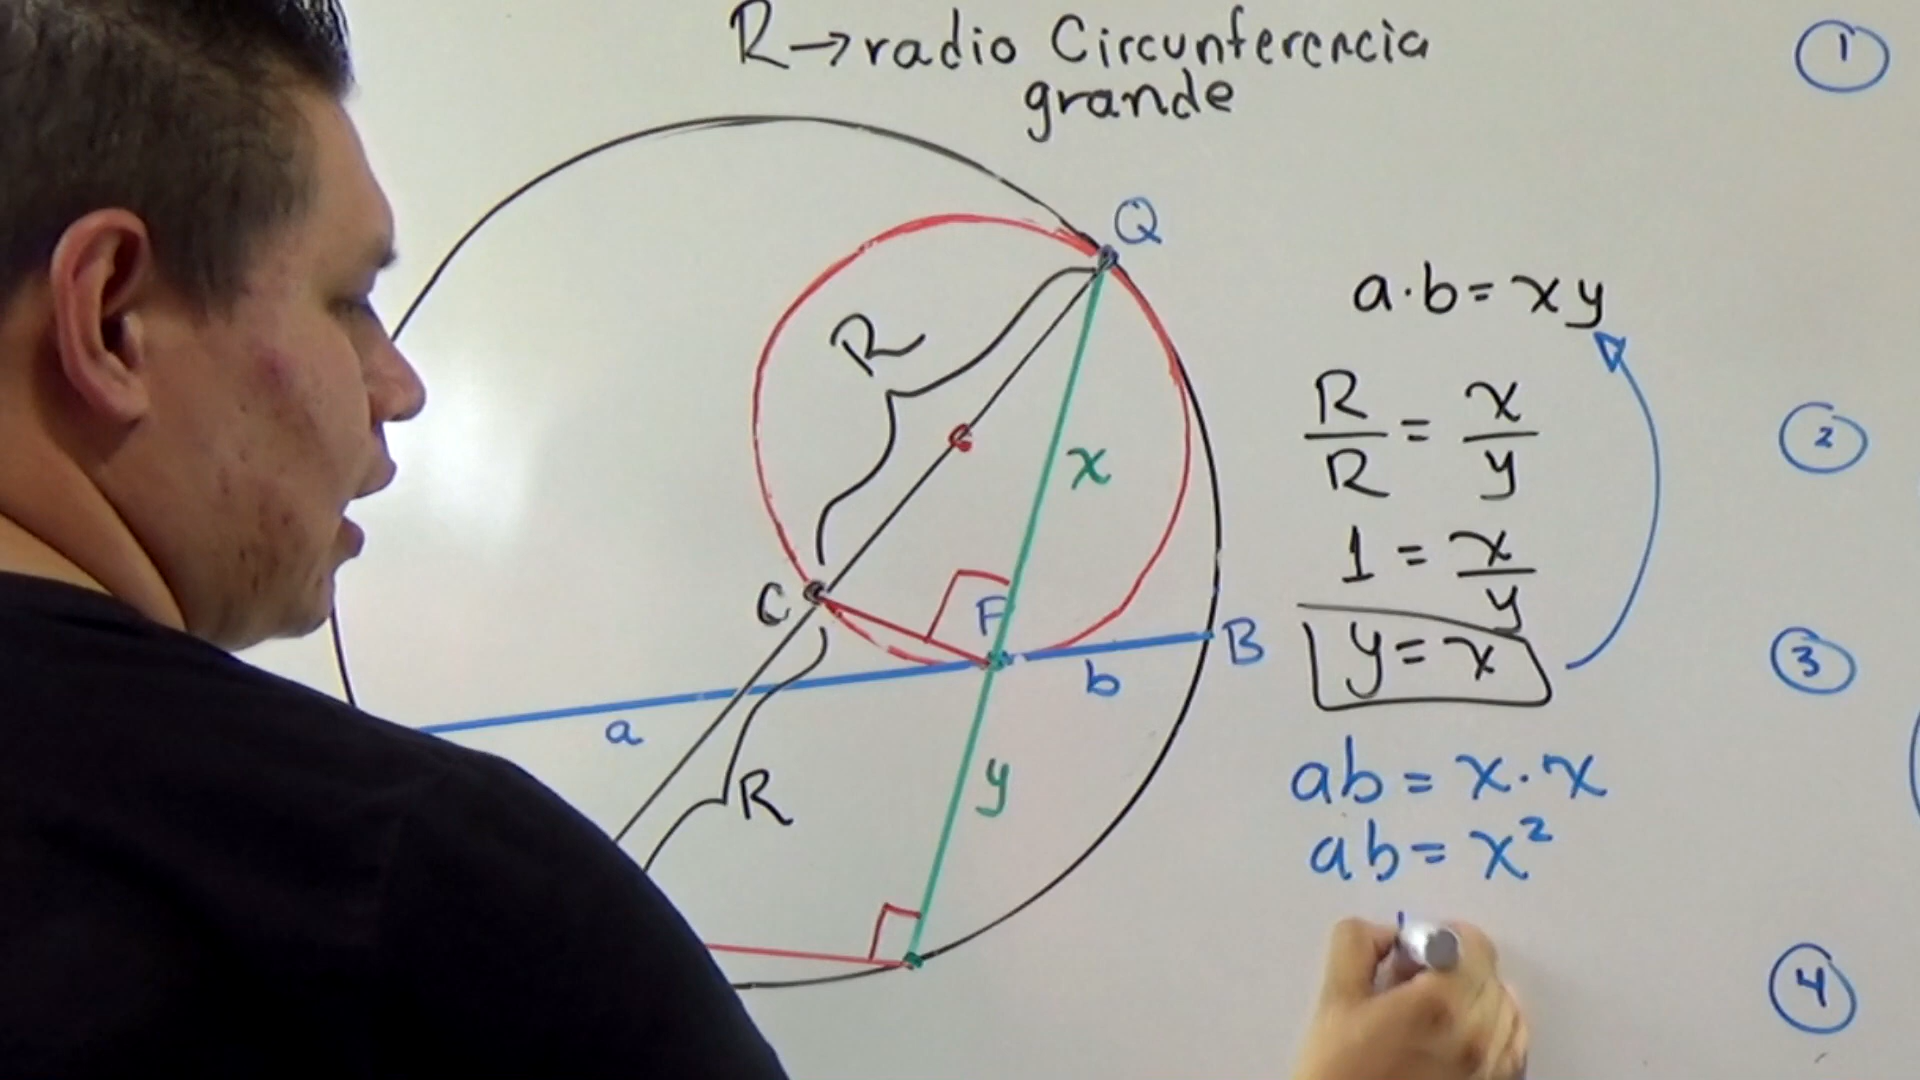 R→radio Circunferencia
grande
1
Q
a·b=xy
R
R/R = x/y
2
x
1 = x/y
C
F
B
y=x
3
b
a
ab = x·x
y
R
ab = x²
4